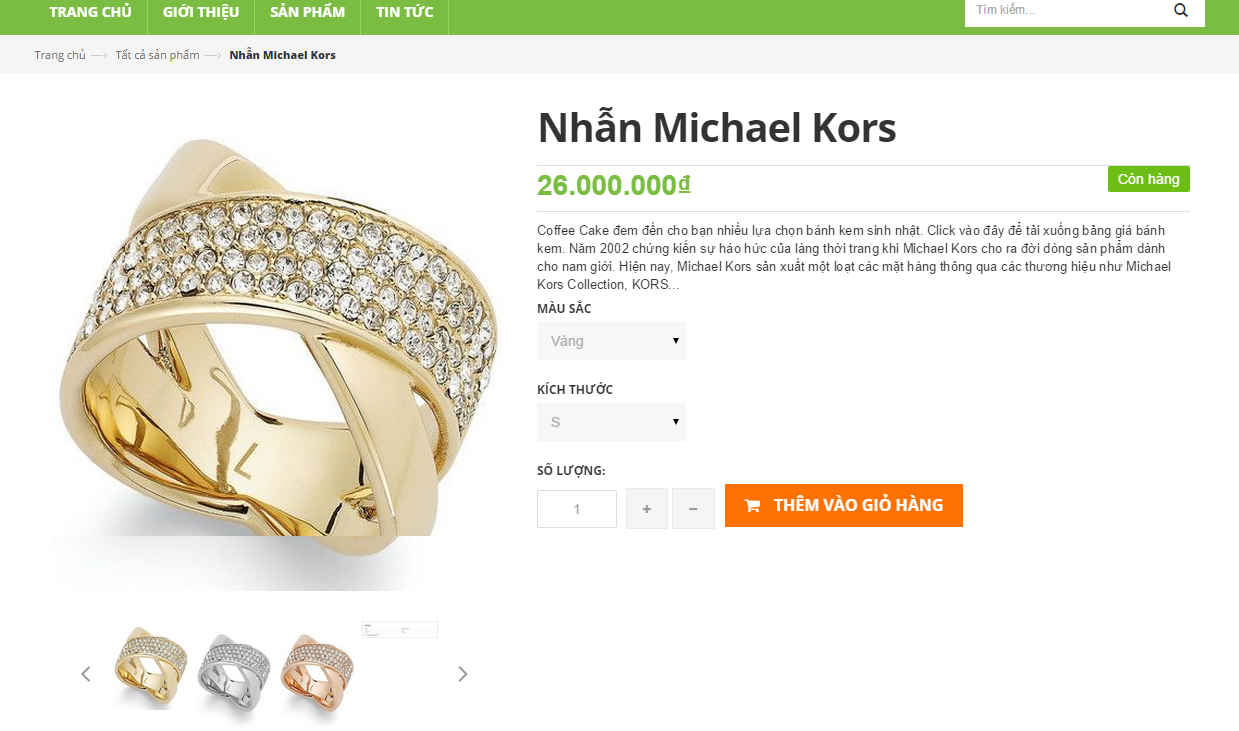 TRANG CHỦ GIỚI THIỆU SẢN PHẨM TIN TỨC Tìm kiếm...
Trang chủ Tất cả sản phẩm Nhẫn Michael Kors
Nhẫn Michael Kors
26.000.000₫
Còn hàng
Coffee Cake đem đến cho bạn nhiều lựa chọn bánh kem sinh nhật. Click vào đây để tải xuống bảng giá bánh
kem. Năm 2002 chứng kiến sự háo hức của làng thời trang khi Michael Kors cho ra đời dòng sản phẩm dành
cho nam giới. Hiện nay, Michael Kors sản xuất một loạt các mặt hàng thông qua các thương hiệu như Michael
Kors Collection, KORS...
MÀU SẮC
Vàng
KÍCH THƯỚC
S
SỐ LƯỢNG:
1 + − THÊM VÀO GIỎ HÀNG